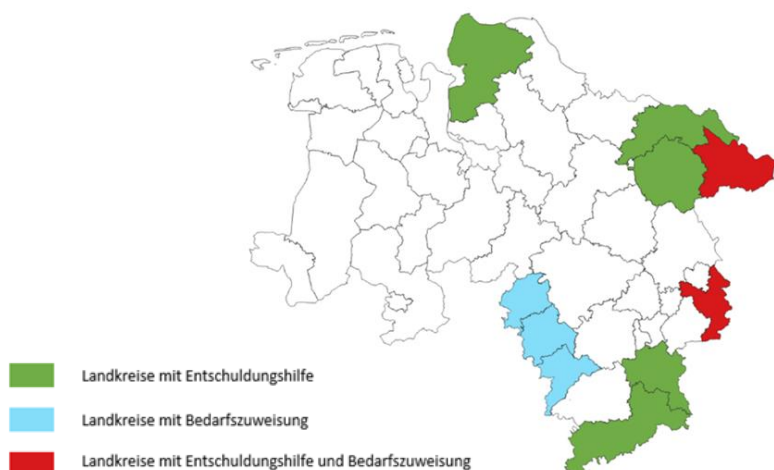 Landkreise mit Entschuldungshilfe
Landkreise mit Bedarfszuweisung
Landkreise mit Entschuldungshilfe und Bedarfszuweisung